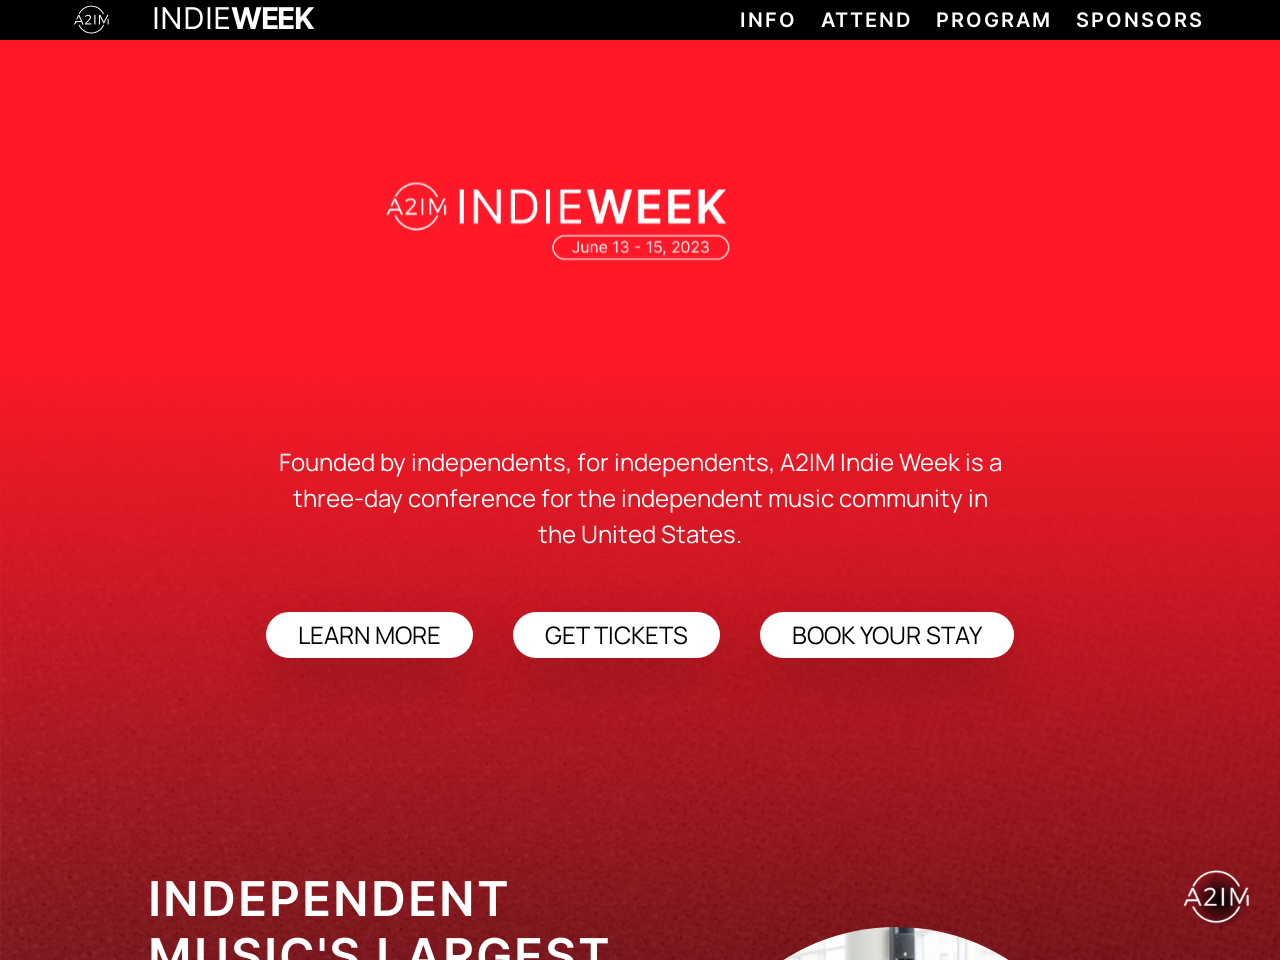 A2IM INDIEWEEK INFO ATTEND PROGRAM SPONSORS
A2IM INDIEWEEK
June 13 - 15, 2023
Founded by independents, for independents, A2IM Indie Week is a
three-day conference for the independent music community in
the United States.
LEARN MORE GET TICKETS BOOK YOUR STAY
INDEPENDENT
A2IM
MUSIC'S LARGEST